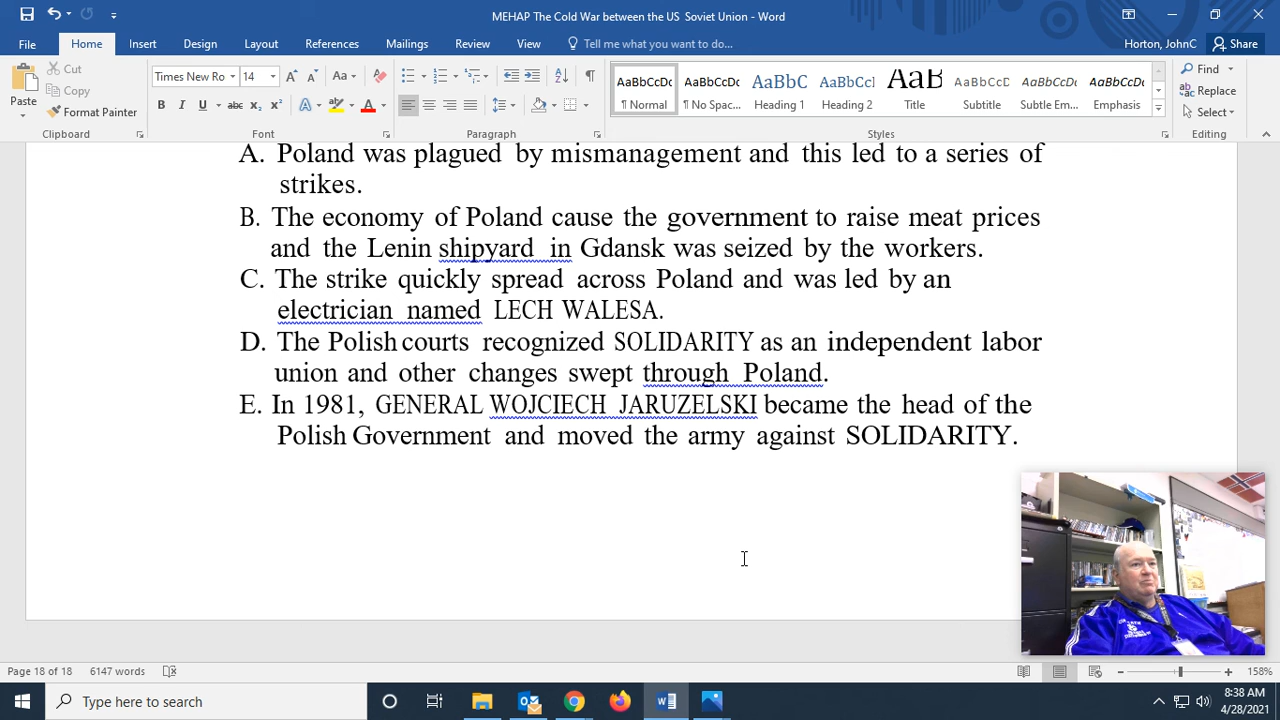 MEHAP The Cold War between the US Soviet Union - Word
File Home Insert Design Layout References Mailings Review View Tell me what you want to do... Horton, JohnC Share
Paste Cut Copy Format Painter
Clipboard
Times New Ro 14
Font
Paragraph
AaBbCcDc ¶ Normal
AaBbCcDc ¶ No Spac...
AaBbC Heading 1
AaBbCcC Heading 2
AaB Title
AaBbCcD Subtitle
AaBbCcDc Subtle Em...
AaBbCcDc Emphasis
Styles
Find
Replace
Select
Editing
A. Poland was plagued by mismanagement and this led to a series of
strikes.
B. The economy of Poland cause the government to raise meat prices
and the Lenin shipyard in Gdansk was seized by the workers.
C. The strike quickly spread across Poland and was led by an
electrician named LECH WALESA.
D. The Polish courts recognized SOLIDARITY as an independent labor
union and other changes swept through Poland.
E. In 1981, GENERAL WOJCIECH JARUZELSKI became the head of the
Polish Government and moved the army against SOLIDARITY.
Page 18 of 18 6147 words 158%
Type here to search
8:38 AM
4/28/2021